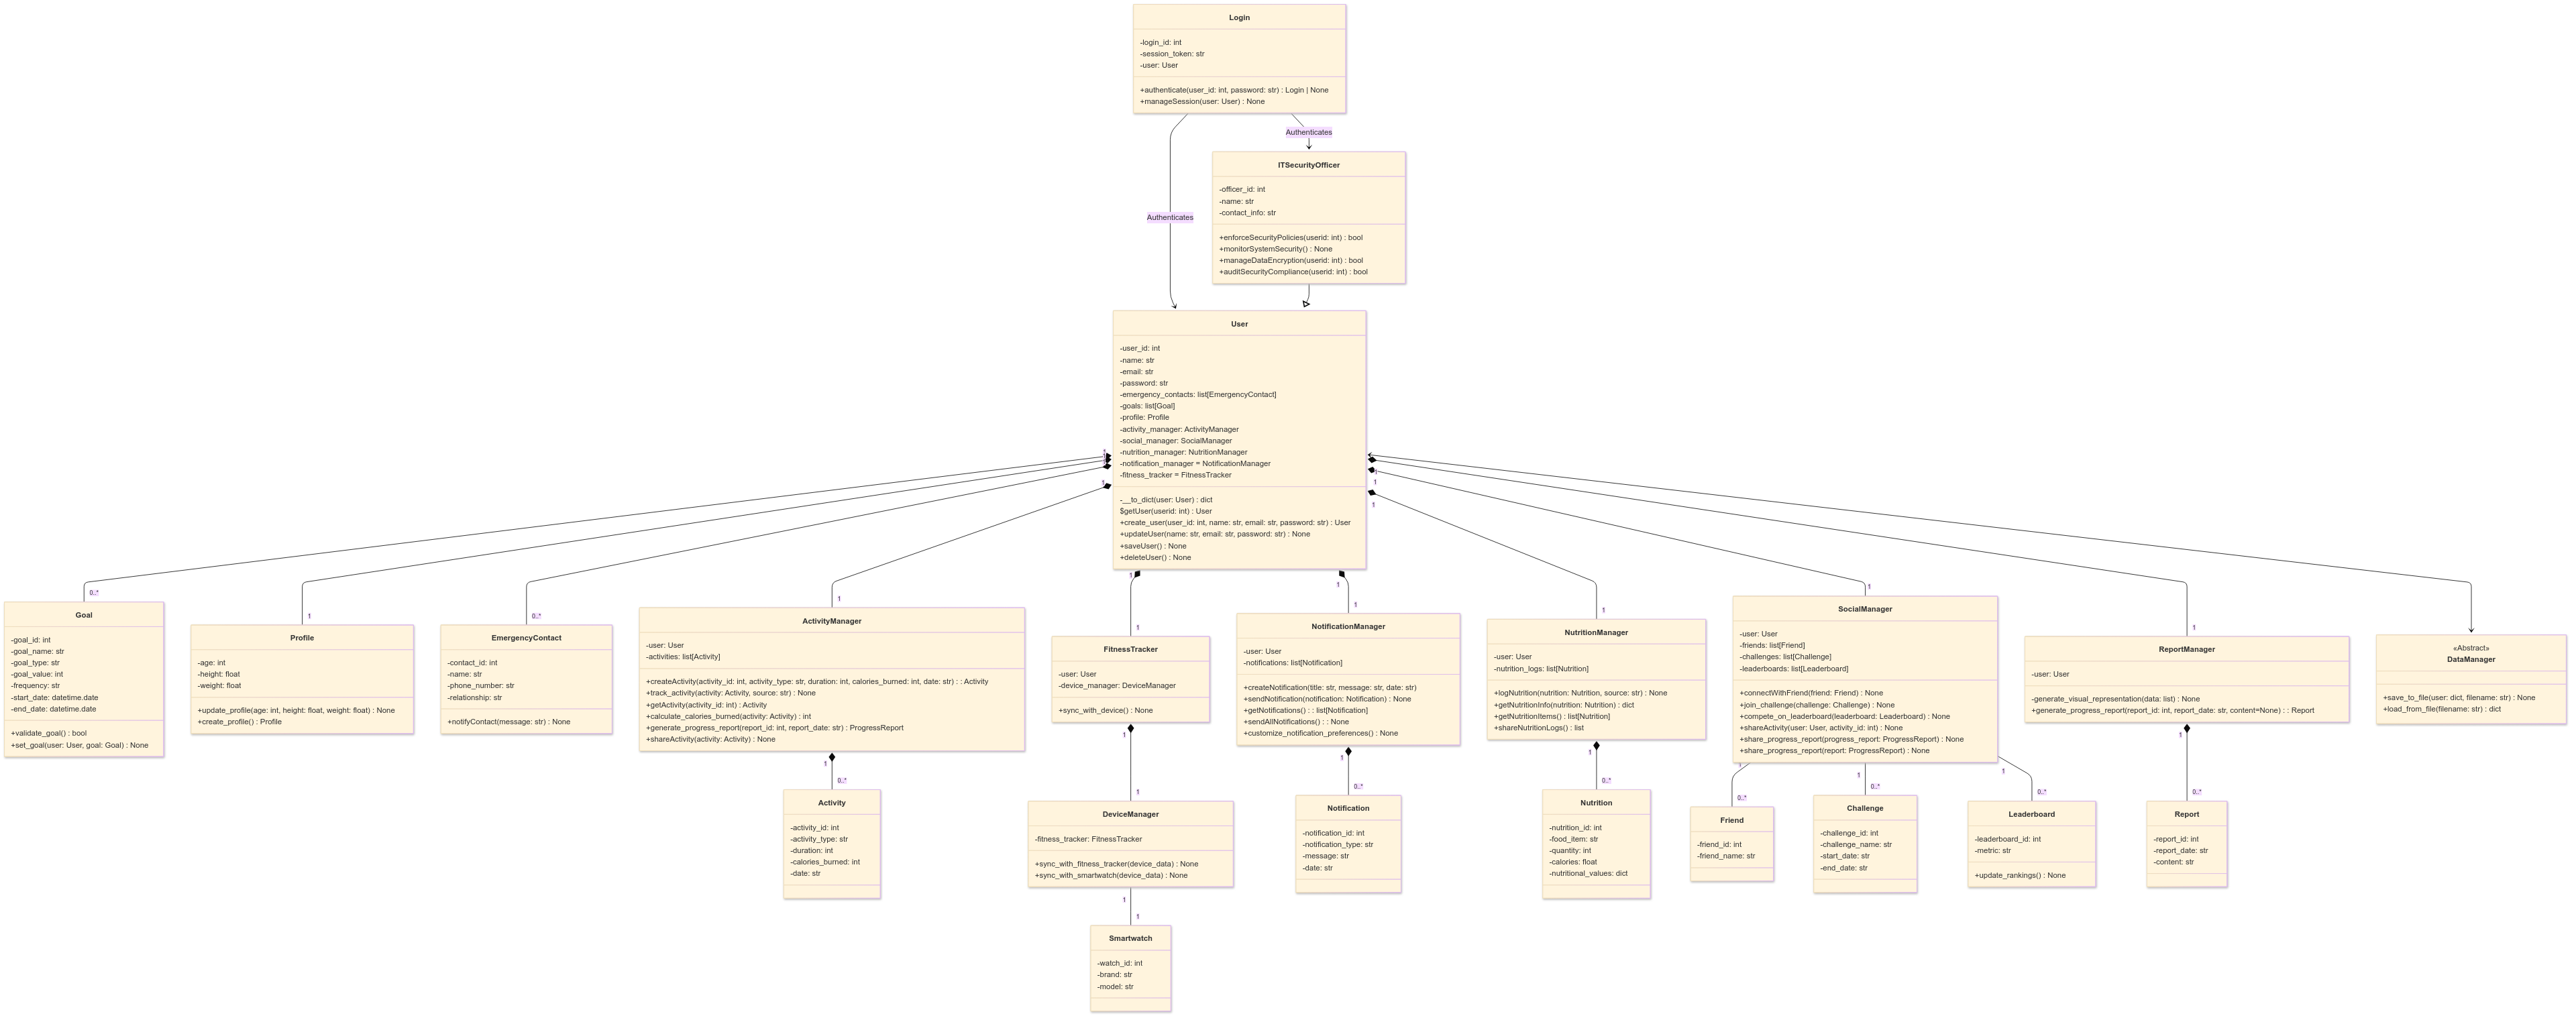 Login
-login_id: int
-session_token: str
-user: User
+authenticate(user_id: int, password: str) : Login | None
+manageSession(user: User) : None
Authenticates
ITSecurityOfficer
-officer_id: int
-name: str
-contact_info: str
+enforceSecurityPolicies(userid: int) : bool
+monitorSystemSecurity() : None
+manageDataEncryption(userid: int) : bool
+auditSecurityCompliance(userid: int) : bool
Authenticates
User
-user_id: int
-name: str
-email: str
-password: str
-emergency_contacts: list[EmergencyContact]
-goals: list[Goal]
-profile: Profile
-activity_manager: ActivityManager
-social_manager: SocialManager
-nutrition_manager: NutritionManager
-notification_manager = NotificationManager
-fitness_tracker = FitnessTracker
-__to_dict(user: User) : dict
$getUser(userid: int) : User
+create_user(user_id: int, name: str, email: str, password: str) : User
+updateUser(name: str, email: str, password: str) : None
+saveUser() : None
+deleteUser() : None
1
1
1
1
1
1
0..*
1
0..*
1
1
1
1
1
1
Goal
-goal_id: int
-goal_name: str
-goal_type: str
-goal_value: int
-frequency: str
-start_date: datetime.date
-end_date: datetime.date
+validate_goal() : bool
+set_goal(user: User, goal: Goal) : None
Profile
-age: int
-height: float
-weight: float
+update_profile(age: int, height: float, weight: float) : None
+create_profile() : Profile
EmergencyContact
-contact_id: int
-name: str
-phone_number: str
-relationship: str
+notifyContact(message: str) : None
ActivityManager
-user: User
-activities: list[Activity]
+createActivity(activity_id: int, activity_type: str, duration: int, calories_burned: int, date: str) : : Activity
+track_activity(activity: Activity, source: str) : None
+getActivity(activity_id: int) : Activity
+calculate_calories_burned(activity: Activity) : int
+generate_progress_report(report_id: int, report_date: str) : ProgressReport
+shareActivity(activity: Activity) : None
FitnessTracker
-user: User
-device_manager: DeviceManager
+sync_with_device() : None
NotificationManager
-user: User
-notifications: list[Notification]
+createNotification(title: str, message: str, date: str)
+sendNotification(notification: Notification) : None
+getNotifications() : : list[Notification]
+sendAllNotifications() : : None
+customize_notification_preferences() : None
NutritionManager
-user: User
-nutrition_logs: list[Nutrition]
+logNutrition(nutrition: Nutrition, source: str) : None
+getNutritionInfo(nutrition: Nutrition) : dict
+getNutritionItems() : list[Nutrition]
+shareNutritionLogs() : list
SocialManager
-user: User
-friends: list[Friend]
-challenges: list[Challenge]
-leaderboards: list[Leaderboard]
+connectWithFriend(friend: Friend) : None
+join_challenge(challenge: Challenge) : None
+compete_on_leaderboard(leaderboard: Leaderboard) : None
+shareActivity(user: User, activity_id: int) : None
+share_progress_report(progress_report: ProgressReport) : None
+share_progress_report(report: ProgressReport) : None
ReportManager
-user: User
-generate_visual_representation(data: list) : None
+generate_progress_report(report_id: int, report_date: str, content=None) : : Report
«Abstract»
DataManager
+save_to_file(user: dict, filename: str) : None
+load_from_file(filename: str) : dict
1
0..*
1
1
1
0..*
1
0..*
1
0..*
1
0..*
1
0..*
1
0..*
Activity
-activity_id: int
-activity_type: str
-duration: int
-calories_burned: int
-date: str
DeviceManager
-fitness_tracker: FitnessTracker
+sync_with_fitness_tracker(device_data) : None
+sync_with_smartwatch(device_data) : None
Notification
-notification_id: int
-notification_type: str
-message: str
-date: str
Nutrition
-nutrition_id: int
-food_item: str
-quantity: int
-calories: float
-nutritional_values: dict
Friend
-friend_id: int
-friend_name: str
Challenge
-challenge_id: int
-challenge_name: str
-start_date: str
-end_date: str
Leaderboard
-leaderboard_id: int
-metric: str
+update_rankings() : None
Report
-report_id: int
-report_date: str
-content: str
1
1
Smartwatch
-watch_id: int
-brand: str
-model: str